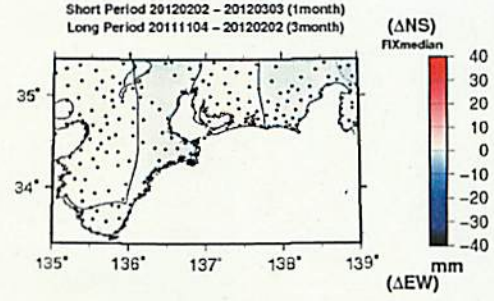 Short Period 20120202 – 20120303 (1month)
Long Period 20111104 – 20120202 (3month)
(ΔNS)
FIXmedian
40
30
20
10
0
−10
−20
−30
−40
mm
(ΔEW)
35˚
34˚
135˚ 136˚ 137˚ 138˚ 139˚